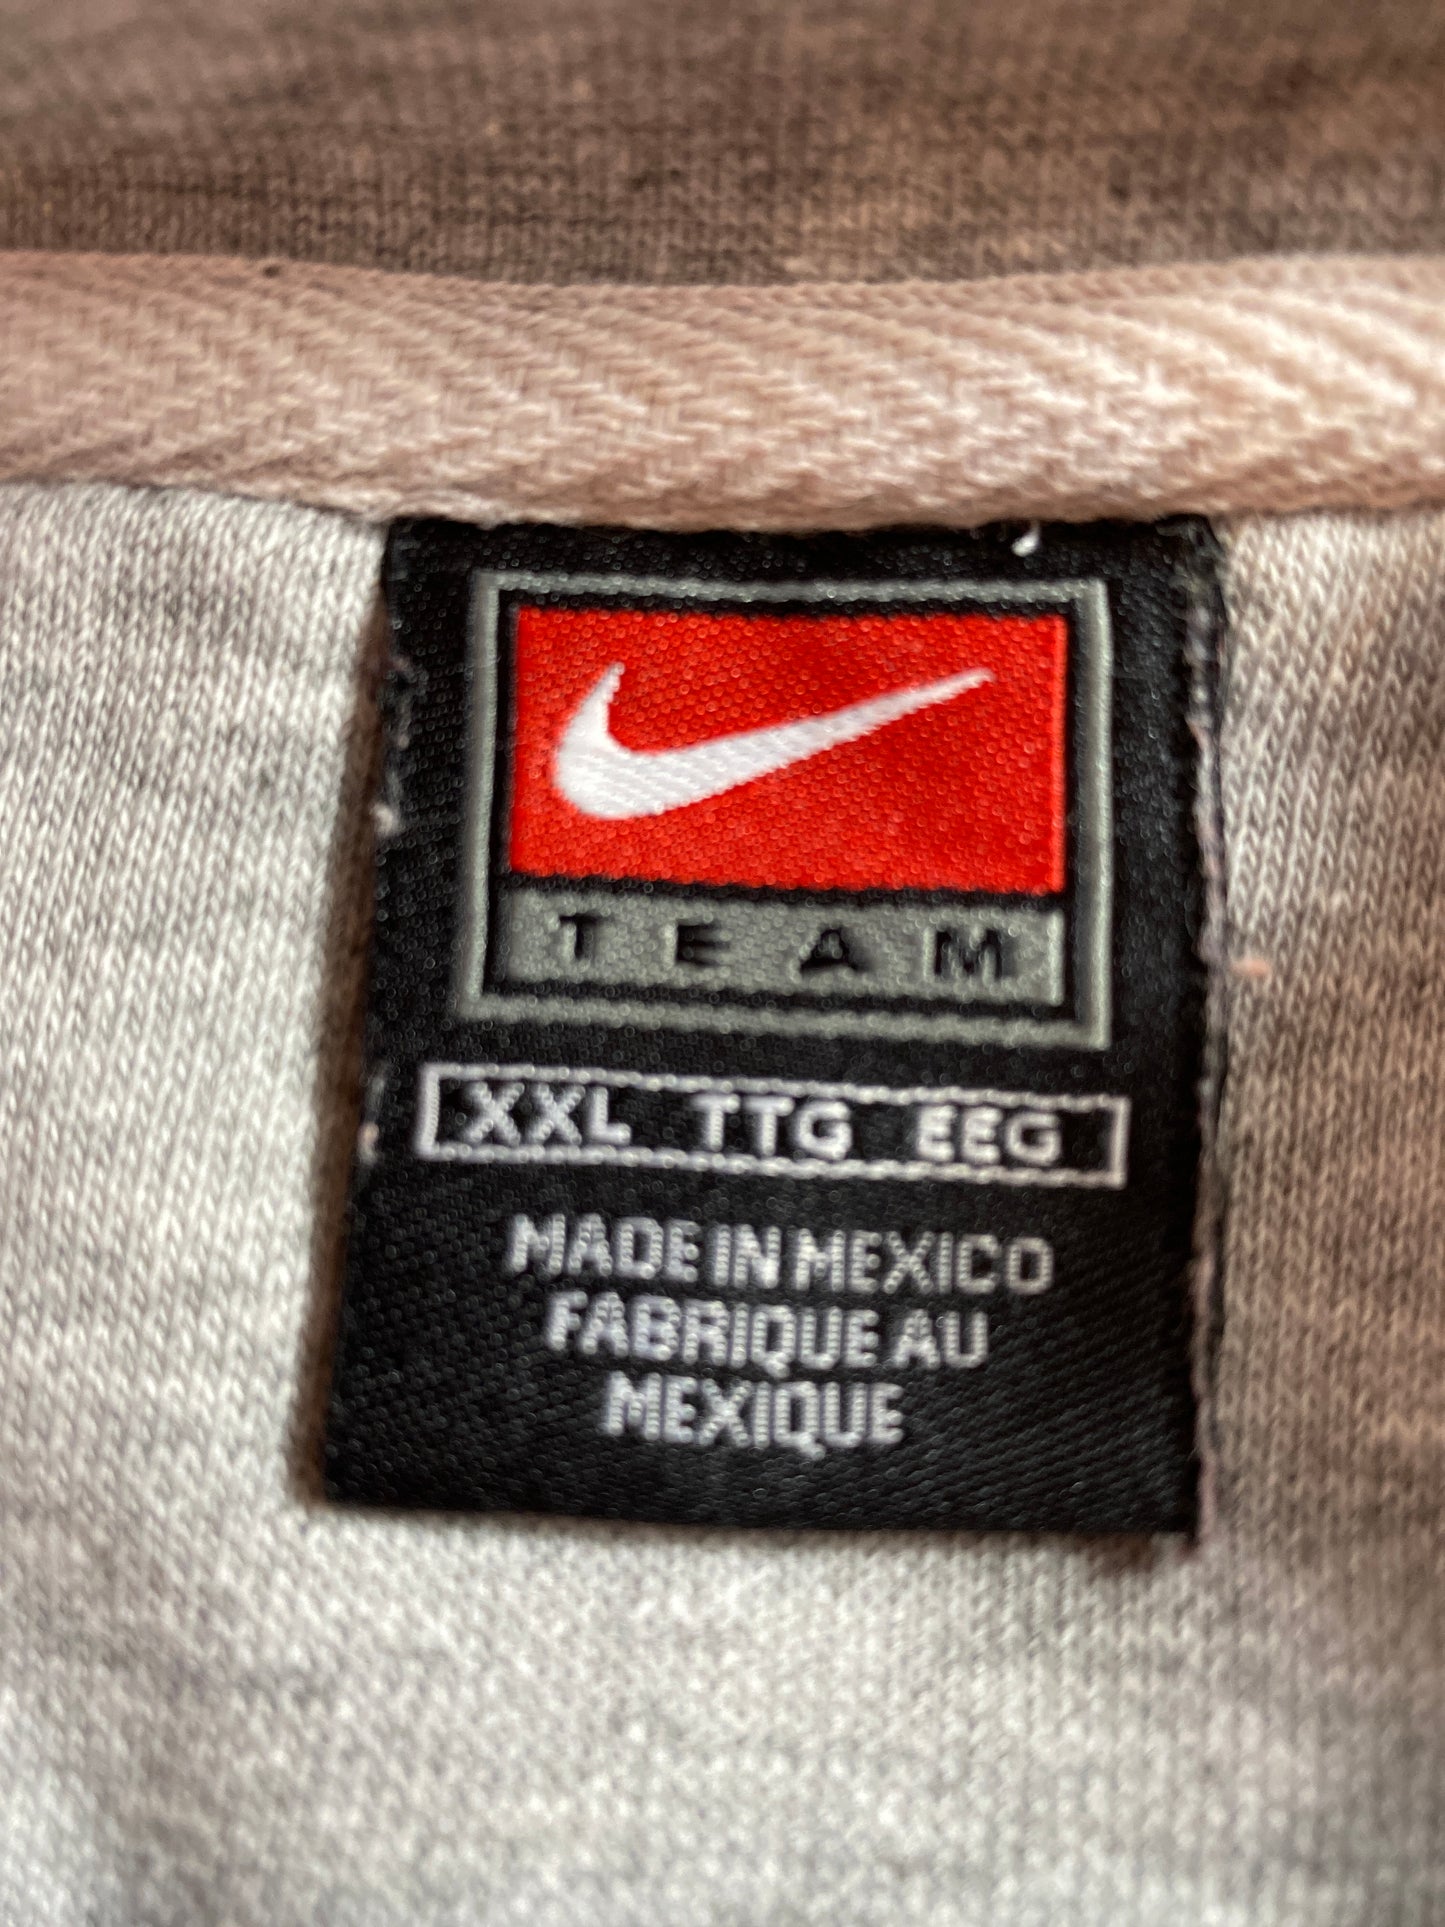 TEAM
XXL TTG EEG
MADE IN MEXICO
FABRIQUE AU
MEXIQUE